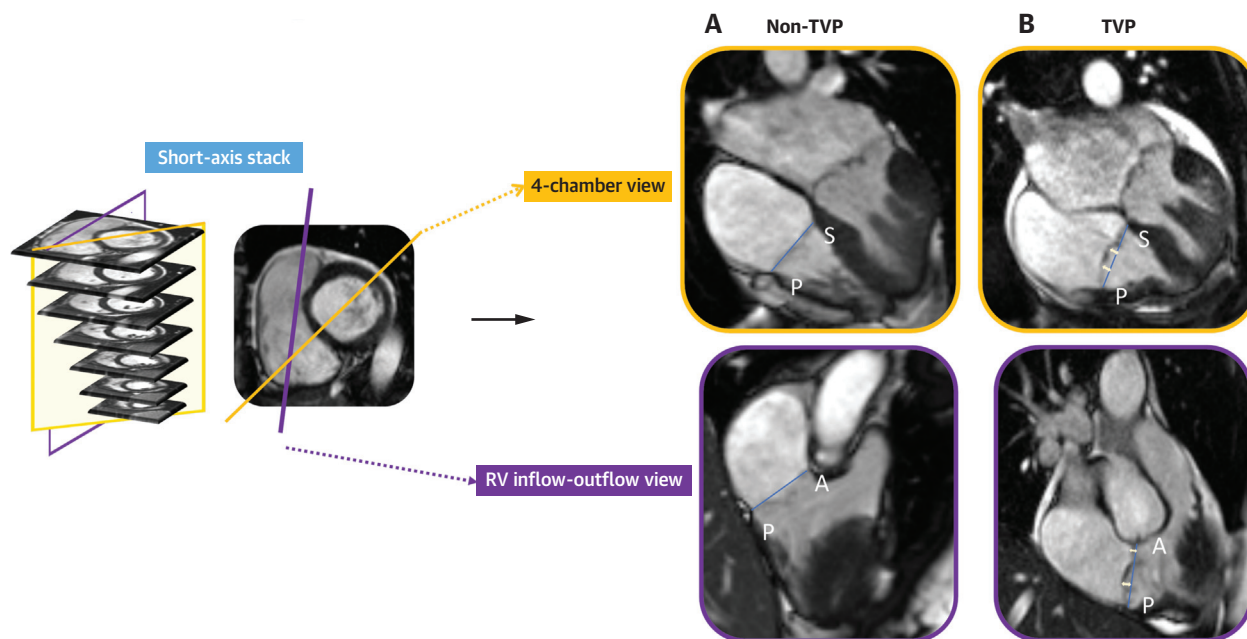 A Non-TVP
B TVP
Short-axis stack
4-chamber view
S
P
S
P
RV inflow-outflow view
A
P
A
P